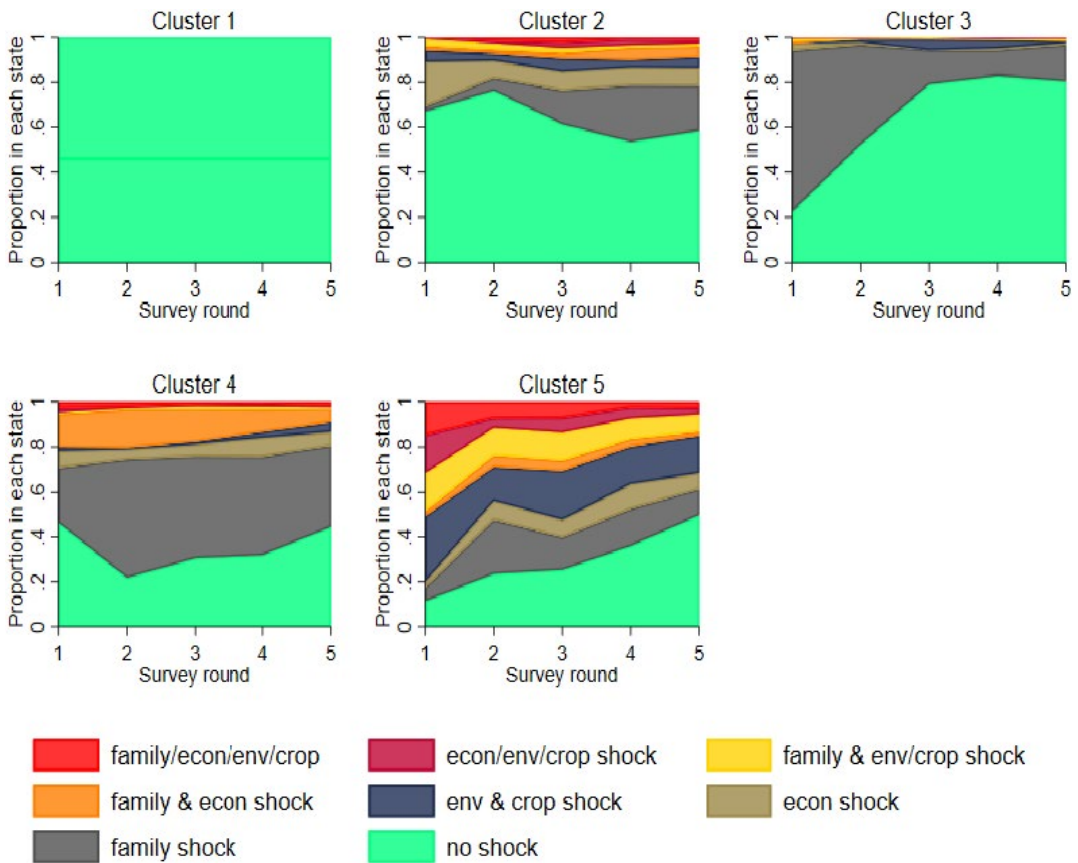 Cluster 1
Cluster 2
Cluster 3
Proportion in each state
0 .2 .4 .6 .8 1
1 2 3 4 5
Survey round
Proportion in each state
0 .2 .4 .6 .8 1
1 2 3 4 5
Survey round
Proportion in each state
0 .2 .4 .6 .8 1
1 2 3 4 5
Survey round
Cluster 4
Cluster 5
Proportion in each state
0 .2 .4 .6 .8 1
1 2 3 4 5
Survey round
Proportion in each state
0 .2 .4 .6 .8 1
1 2 3 4 5
Survey round
family/econ/env/crop
econ/env/crop shock
family & env/crop shock
family & econ shock
env & crop shock
econ shock
family shock
no shock